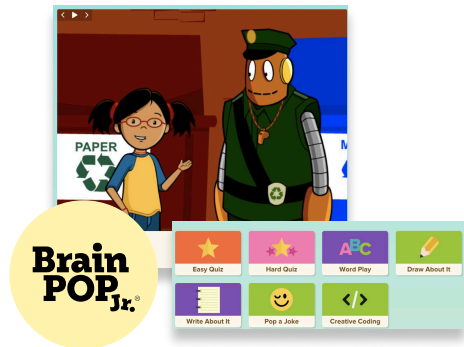 PAPER
M
Brain
POP
Jr.®
Easy Quiz
Hard Quiz
ABC
Word Play
Draw About It
Write About It
Pop a Joke
</>
Creative Coding